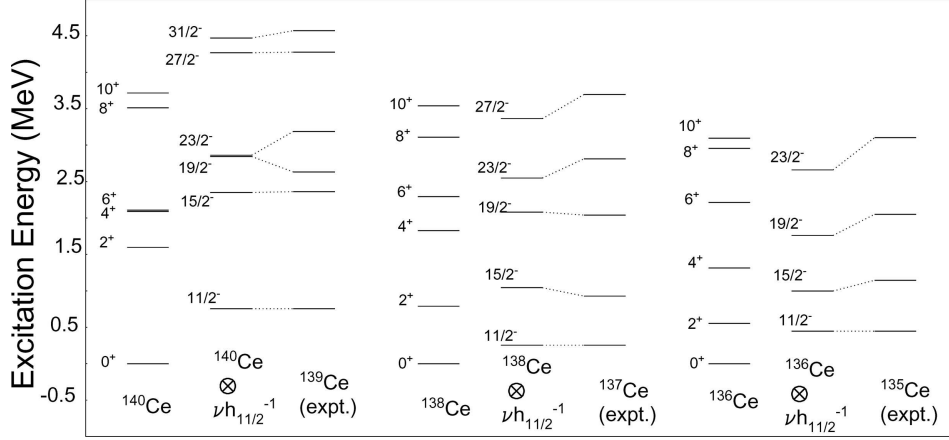 Excitation Energy (MeV)
4.5
3.5
2.5
1.5
0.5
-0.5
10⁺
8⁺
6⁺
4⁺
2⁺
0⁺
¹⁴⁰Ce
31/2⁻
27/2⁻
23/2⁻
19/2⁻
15/2⁻
11/2⁻
¹⁴⁰Ce
⊗
νh₁₁/₂⁻¹
¹³⁹Ce
(expt.)
10⁺
8⁺
6⁺
4⁺
2⁺
0⁺
¹³⁸Ce
27/2⁻
23/2⁻
19/2⁻
15/2⁻
11/2⁻
¹³⁸Ce
⊗
νh₁₁/₂⁻¹
¹³⁷Ce
(expt.)
10⁺
8⁺
6⁺
4⁺
2⁺
0⁺
¹³⁶Ce
23/2⁻
19/2⁻
15/2⁻
11/2⁻
¹³⁶Ce
⊗
νh₁₁/₂⁻¹
¹³⁵Ce
(expt.)